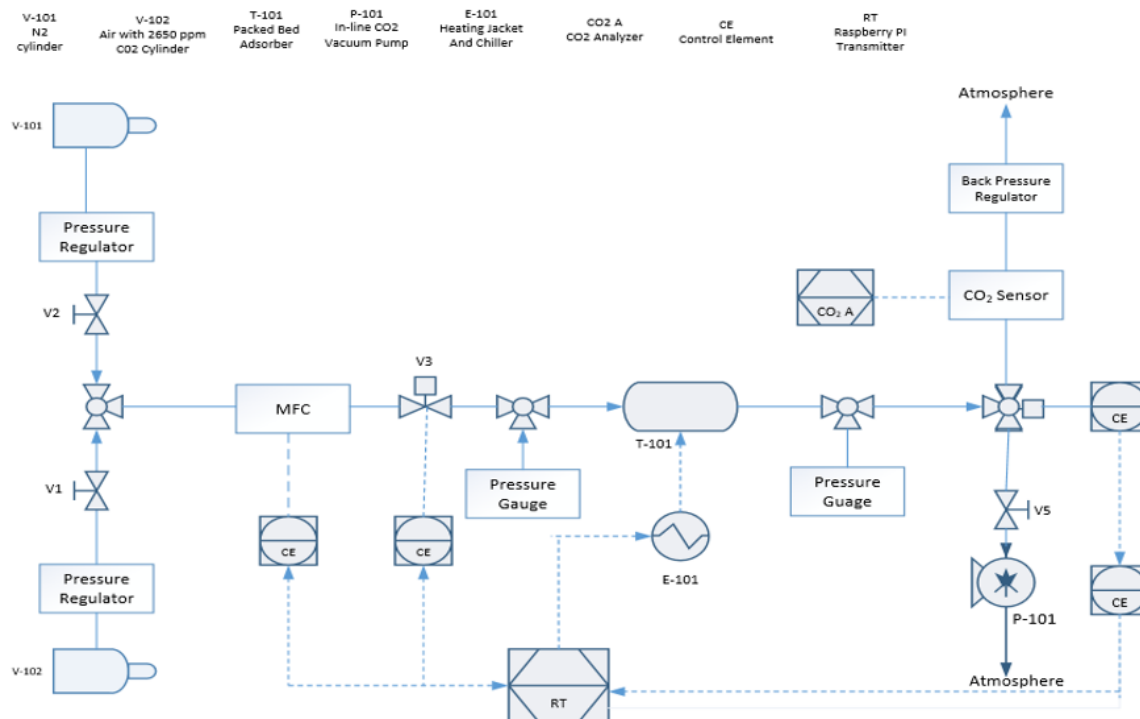 V-101
N2
cylinder
V-102
Air with 2650 ppm
C02 Cylinder
T-101
Packed Bed
Adsorber
P-101
In-line CO2
Vacuum Pump
E-101
Heating Jacket
And Chiller
CO2 A
CO2 Analyzer
CE
Control Element
RT
Raspberry PI
Transmitter
Atmosphere
V-101
Back Pressure
Regulator
Pressure
Regulator
CO₂ Sensor
CO₂ A
V2
V3
MFC
CE
T-101
V1
Pressure
Gauge
Pressure
Guage
V5
CE
CE
E-101
Pressure
Regulator
CE
P-101
V-102
Atmosphere
RT